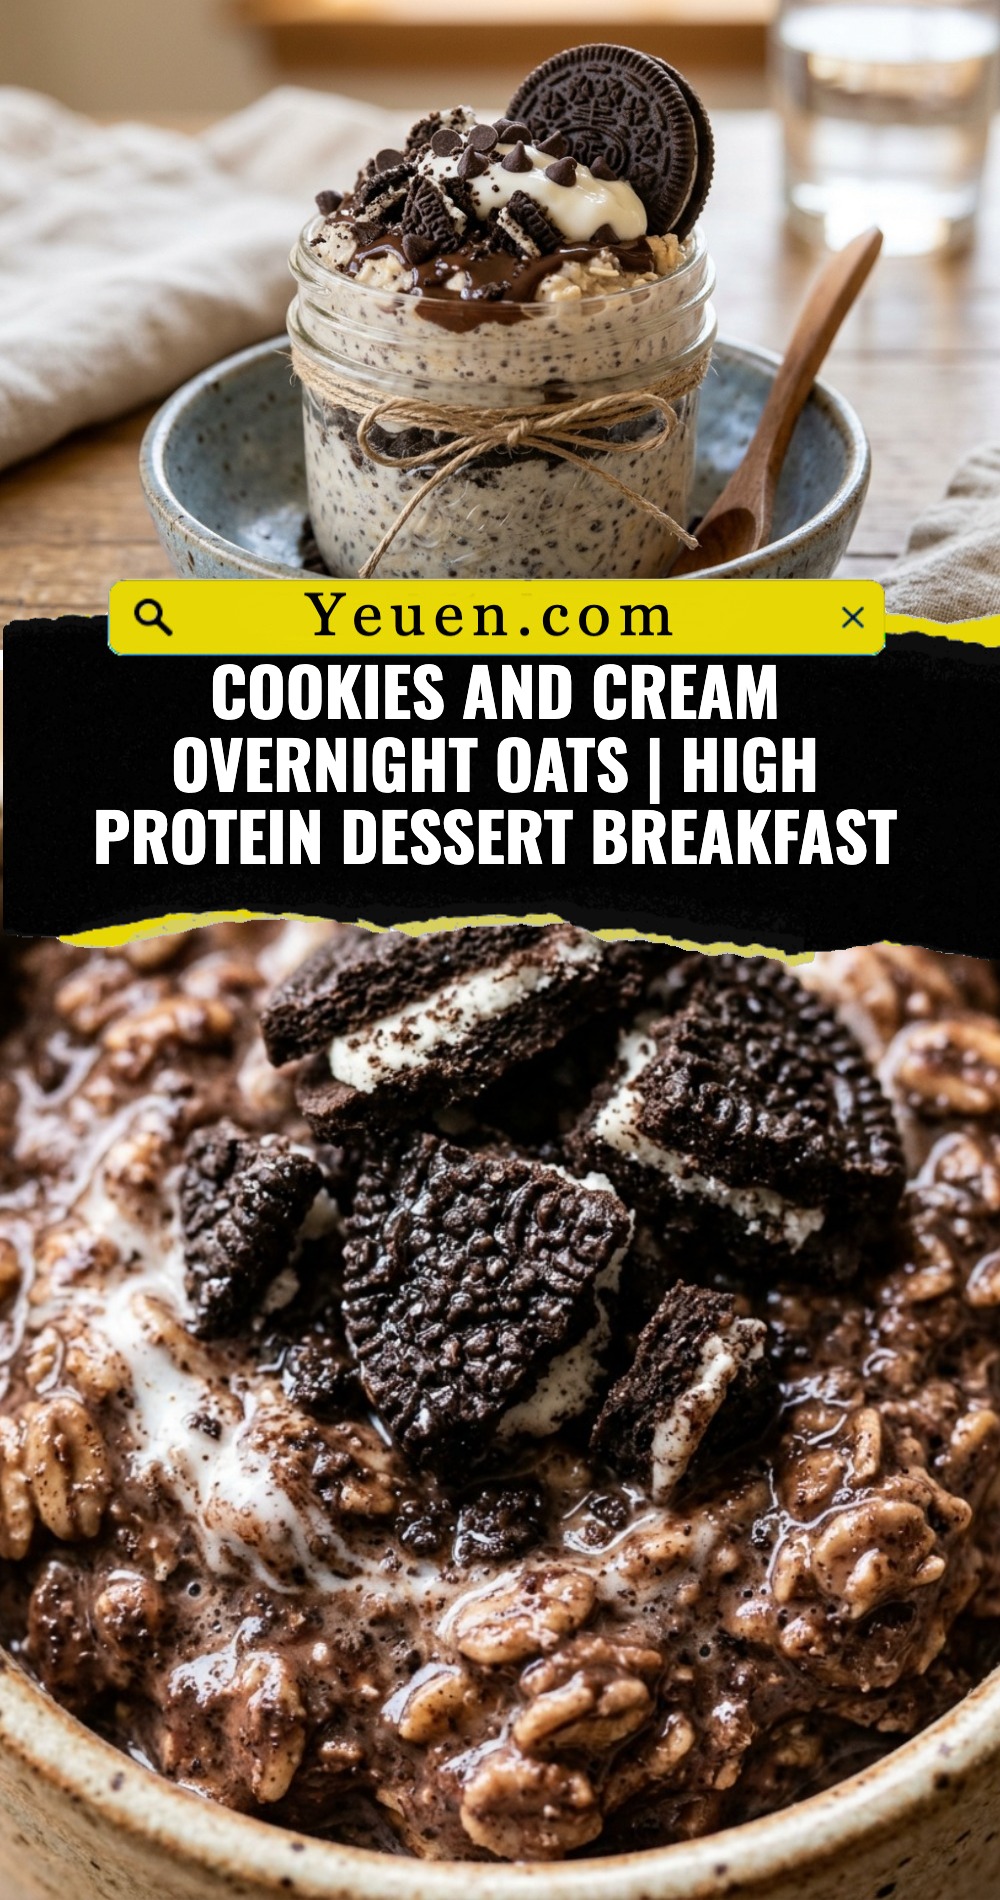 Yeuen.com
COOKIES AND CREAM
OVERNIGHT OATS | HIGH
PROTEIN DESSERT BREAKFAST